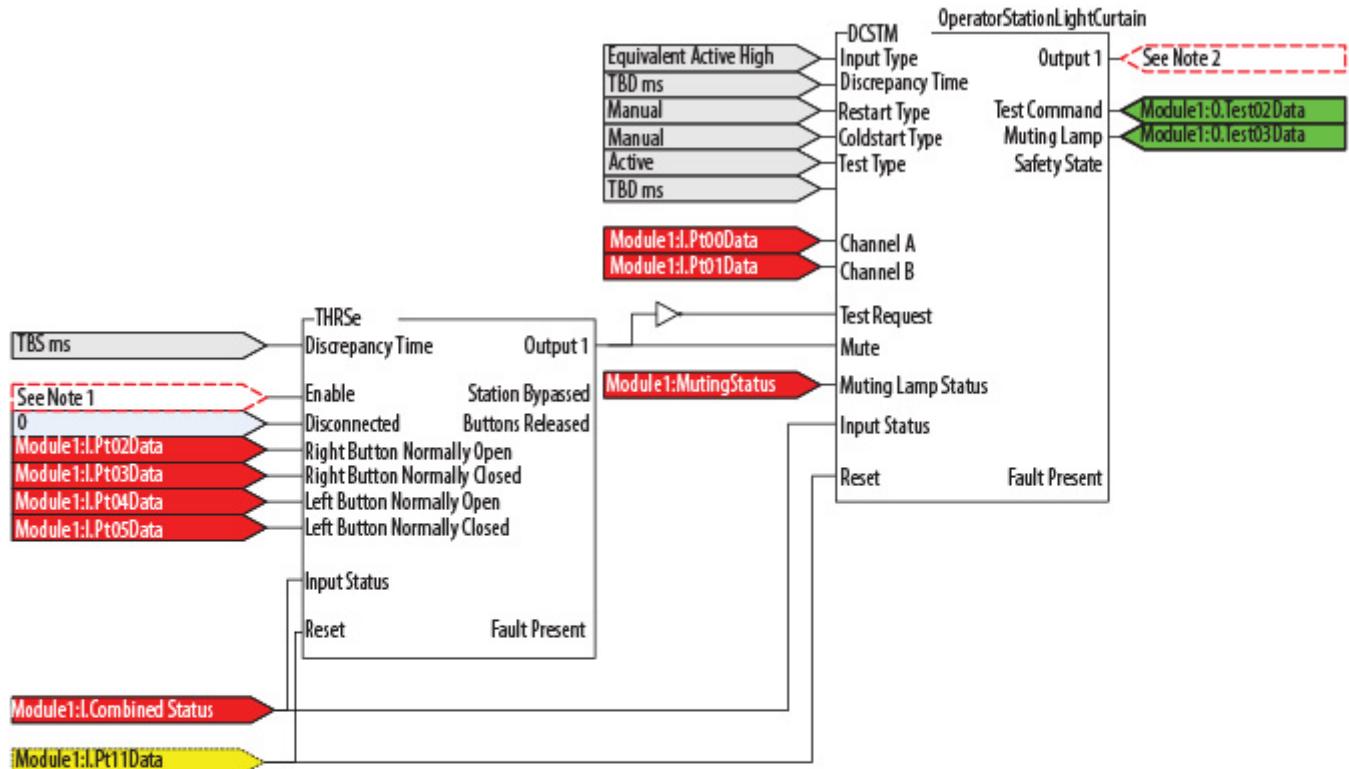 OperatorStationLightCurtain
DCSTM
Equivalent Active High
Input Type
Output 1
See Note 2
TBD ms
Discrepancy Time
Manual
Restart Type
Test Command
Module1:0.Test02Data
Manual
Coldstart Type
Muting Lamp
Module1:0.Test03Data
Active
Test Type
Safety State
TBD ms
Module1:I.Pt00Data
Channel A
Module1:I.Pt01Data
Channel B
Test Request
Mute
Module1:MutingStatus
Muting Lamp Status
Input Status
Reset
Fault Present
THRSe
TBS ms
Discrepancy Time
Output 1
See Note 1
Enable
Station Bypassed
0
Disconnected
Buttons Released
Module1:I.Pt02Data
Right Button Normally Open
Module1:I.Pt03Data
Right Button Normally Closed
Module1:I.Pt04Data
Left Button Normally Open
Module1:I.Pt05Data
Left Button Normally Closed
Input Status
Reset
Fault Present
Module1:I.Combined Status
Module1:I.Pt11Data